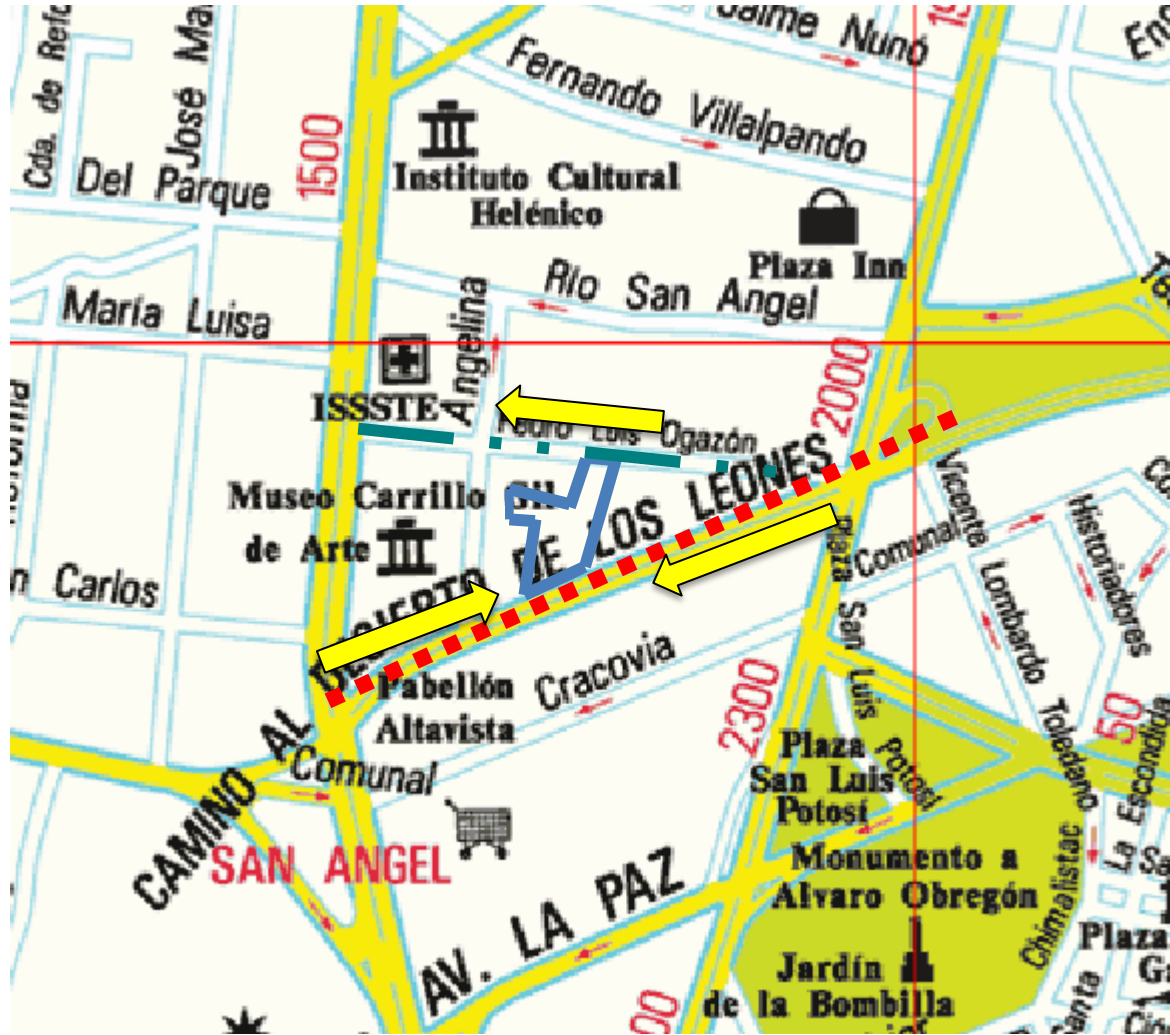 Jaime Nunó
Cda. de Refo
José Ma
Fernando Villalpando
Del Parque
1500
Instituto Cultural
Helénico
Plaza Inn
Río San Angel
María Luisa
Angelina
ISSSTE
Pedro Luis Ogazón
2000
Museo Carrillo Gil
de Arte
CAMINO AL DESIERTO DE LOS LEONES
Vicente Lombardo Toledano
Historiadores
Comunal
n Carlos
Plaza San Luis Potosí
Pabellón
Altavista
Cracovia
2300
50
La Escondida
Comunal
Plaza
San Luis
Potosí
SAN ANGEL
AV. LA PAZ
Monumento a
Alvaro Obregón
Chimalistac
Plaza
Jardín
de la Bombilla
Santa